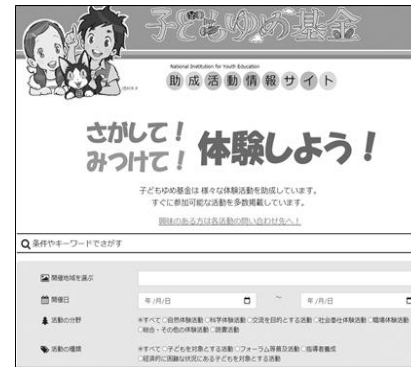 子どもゆめ基金
National Institution for Youth Education
助成活動情報サイト
さがして！
みつけて！
体験しよう！
子どもゆめ基金は 様々な体験活動を助成しています。
すぐに参加可能な活動を多数掲載しています。
興味のある方は各活動の問い合わせ先へ！
条件やキーワードでさがす
開催地域を選ぶ
開催日 年 /月/日 ~ 年 /月/日
活動の分野 すべて 自然体験活動 科学体験活動 交流を目的とする活動 社会奉仕体験活動 職場体験活動
総合・その他の体験活動 読書活動
活動の種類 すべて 子どもを対象とする活動 フォーラム等普及活動 指導者養成
経済的に困難な状況にある子どもを対象とする活動